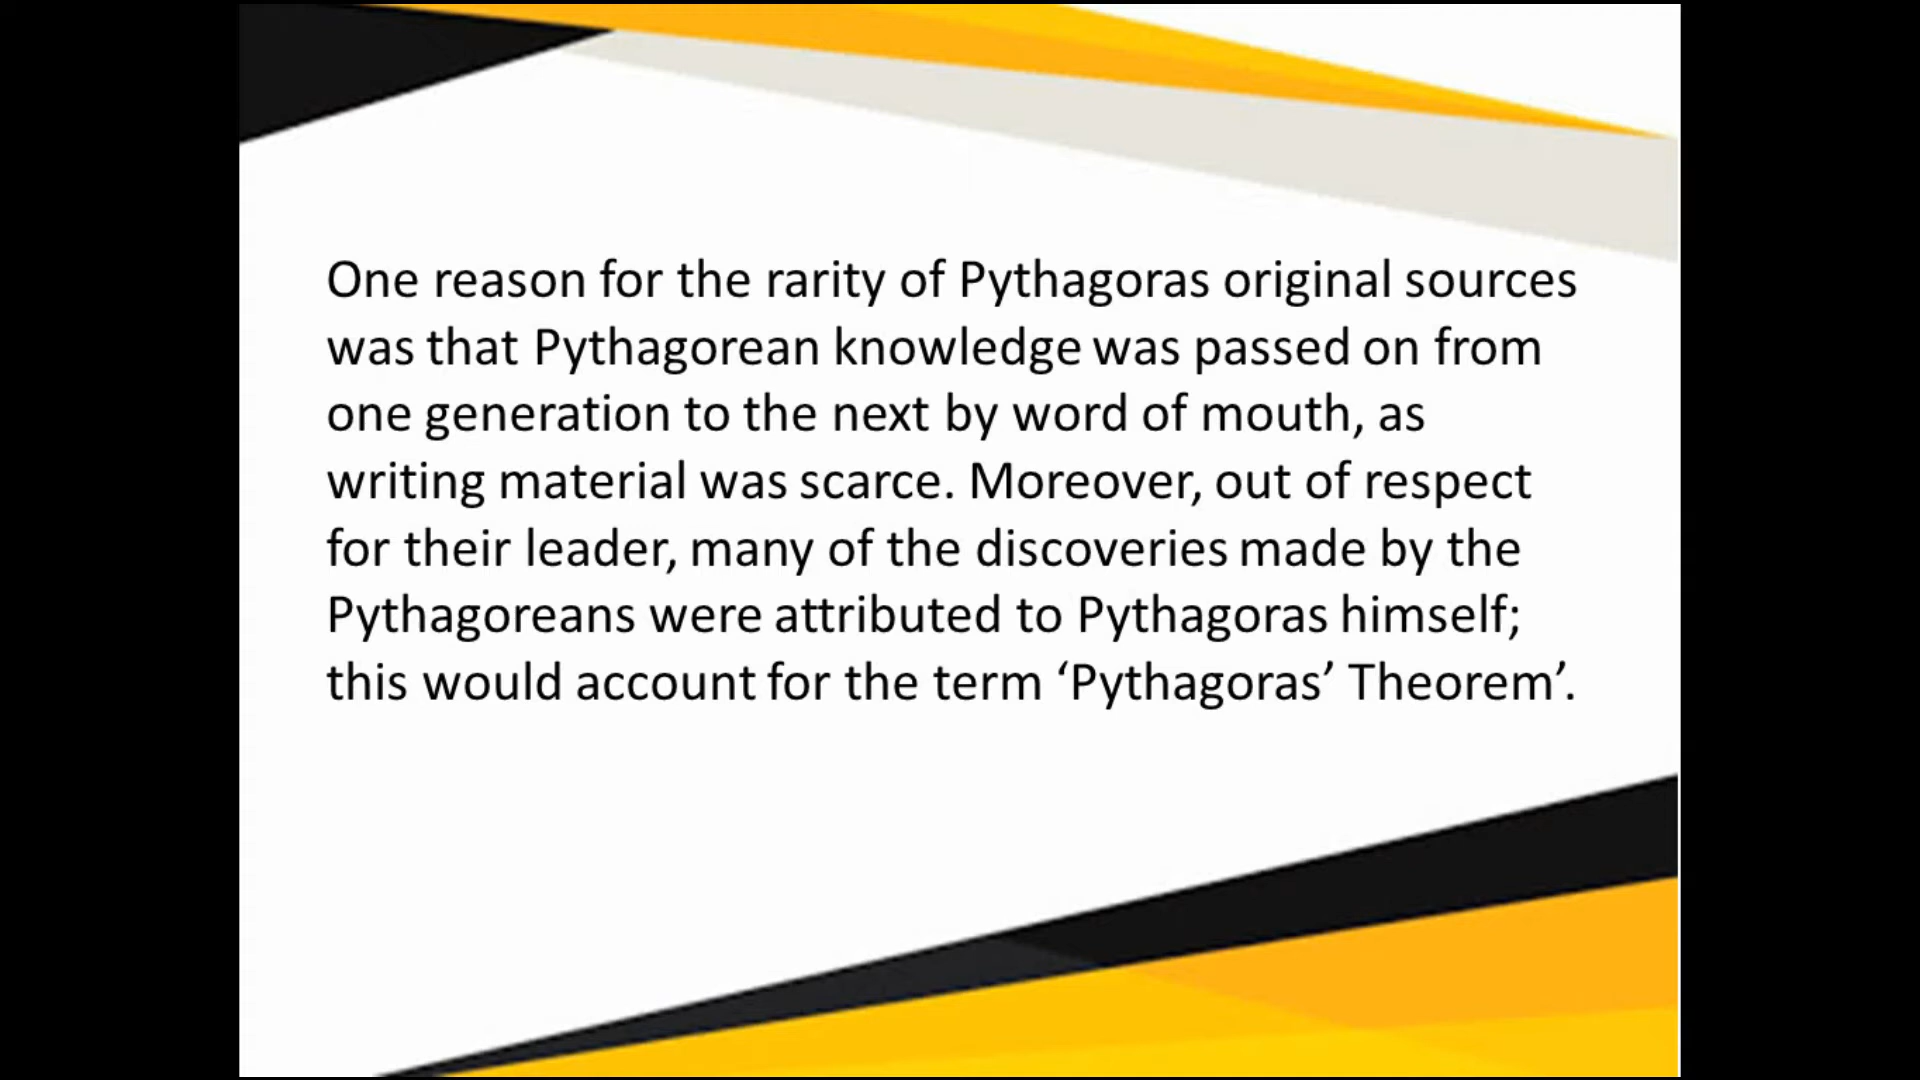 One reason for the rarity of Pythagoras original sources
was that Pythagorean knowledge was passed on from
one generation to the next by word of mouth, as
writing material was scarce. Moreover, out of respect
for their leader, many of the discoveries made by the
Pythagoreans were attributed to Pythagoras himself;
this would account for the term ‘Pythagoras’ Theorem’.